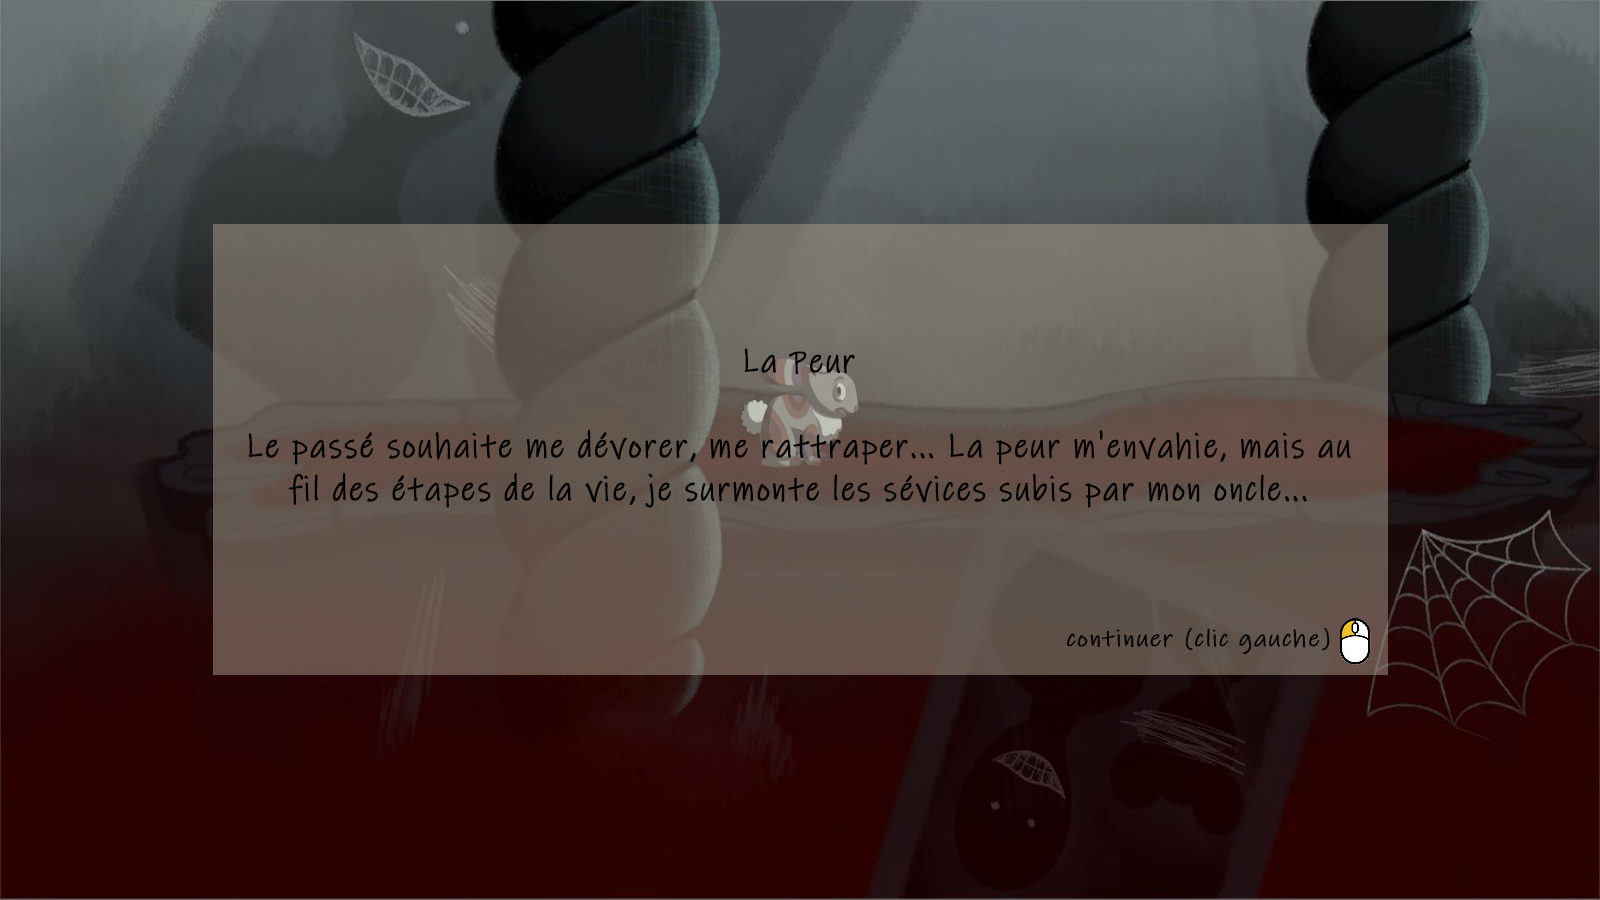 La Peur
Le passé souhaite me dévorer, me rattraper... La peur m'envahie, mais au
fil des étapes de la vie, je surmonte les sévices subis par mon oncle...
continuer (clic gauche)